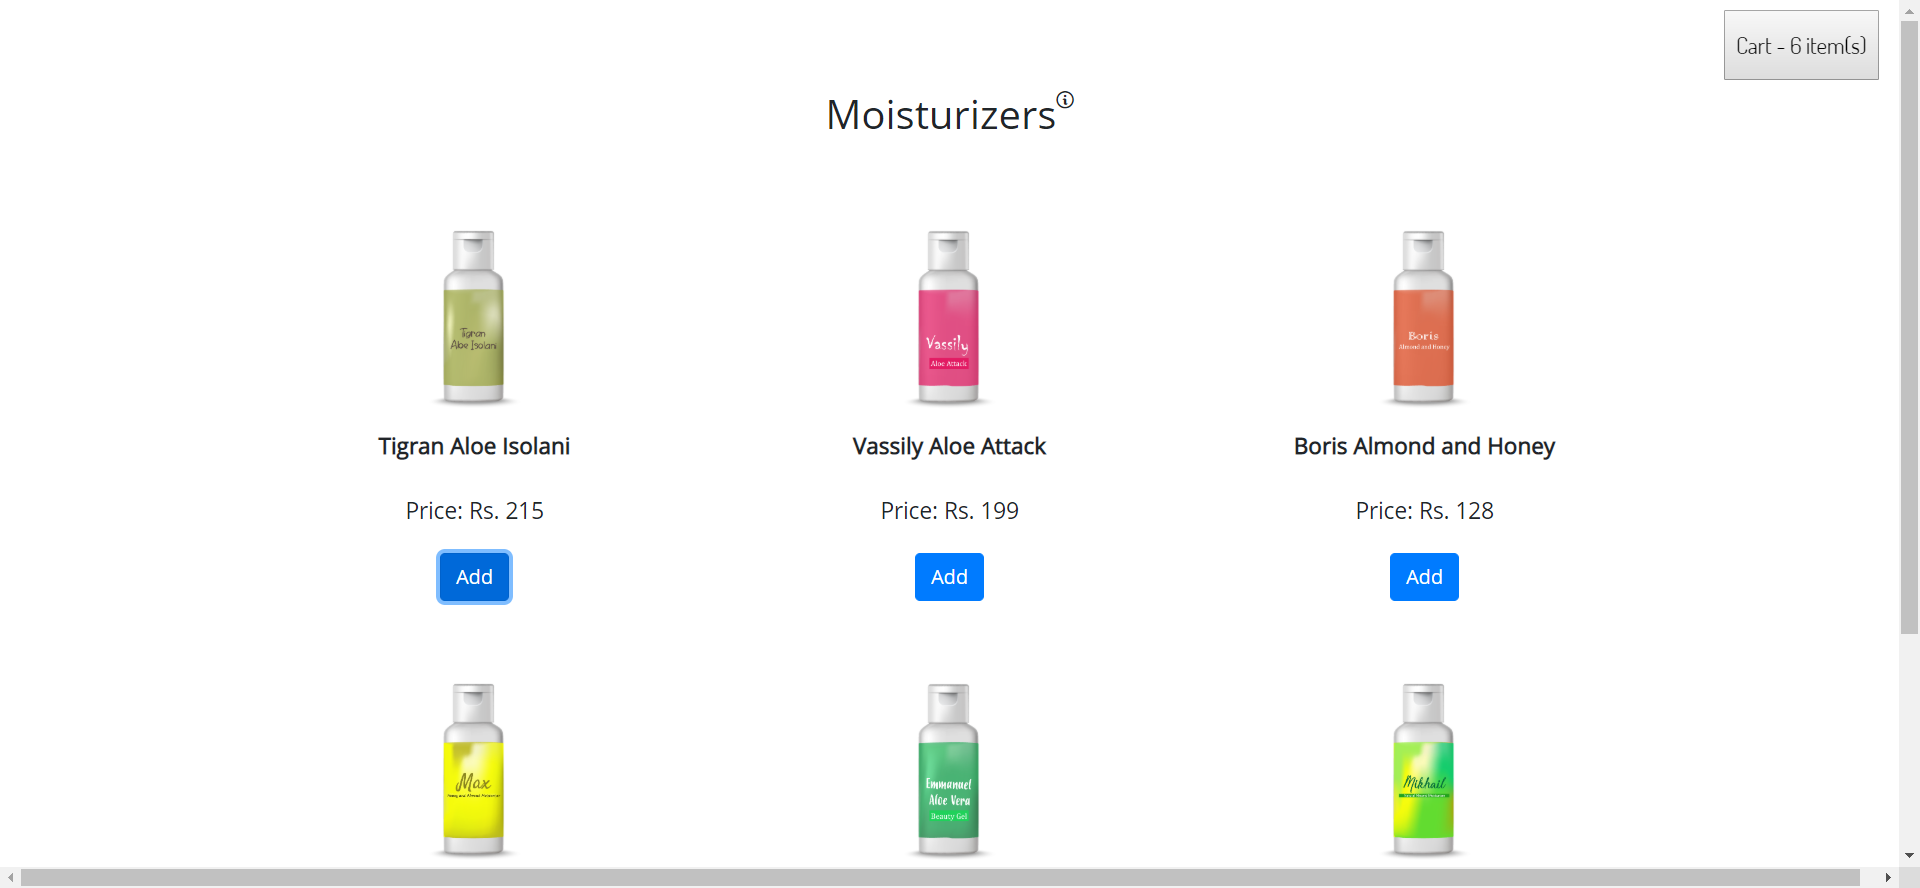 Cart - 6 item(s)
Moisturizers
Tigran
Aloe Isolani
Vassily
Aloe Attack
Boris
Almond and Honey
Tigran Aloe Isolani
Vassily Aloe Attack
Boris Almond and Honey
Price: Rs. 215
Price: Rs. 199
Price: Rs. 128
Add
Add
Add
Max
Emmanuel
Aloe Vera
Beauty Gel
Mikhail